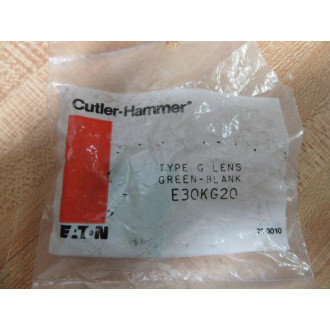 Cutler-Hammer
TYPE G LENS
GREEN-BLANK
E30KG20
EATON